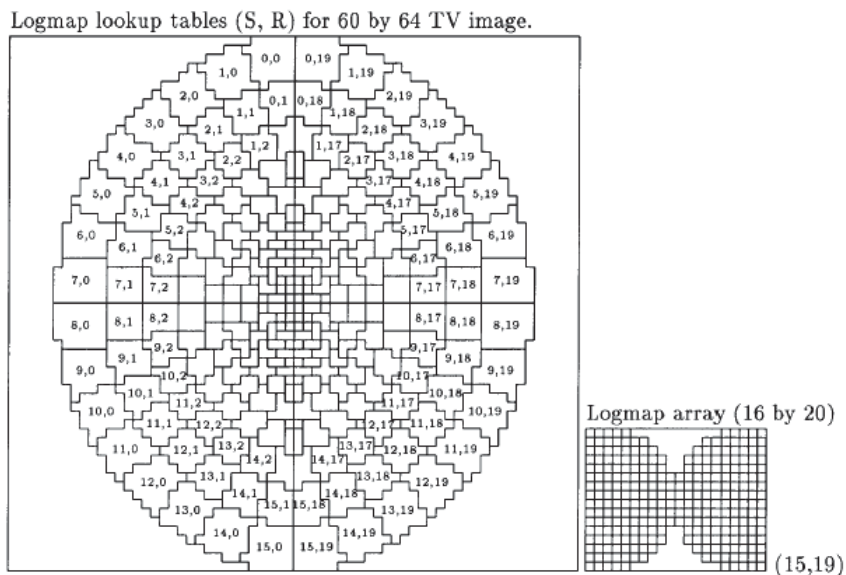 Logmap lookup tables (S, R) for 60 by 64 TV image.
0,0 0,19
1,0 1,19
2,0 0,1 0,18 2,19
1,1 1,18
3,0 2,1 2,18 3,19
1,2 1,17
4,0 3,1 2,2 2,17 3,18 4,19
4,1 3,2 3,17 4,18
5,0 4,2 4,17 5,19
5,1 5,18
6,0 5,2 5,17 6,19
6,1 6,18
6,2 6,17
7,0 7,1 7,2 7,17 7,18 7,19
8,0 8,1 8,2 8,17 8,18 8,19
9,2 9,17
9,1 9,18
9,0 10,2 10,17 9,19
10,1 10,18
10,0 11,2 11,17 10,19
11,1 12,2 12,17 11,18
11,0 12,1 13,2 13,17 12,18 11,19
14,2 14,17
12,0 13,1 13,18 12,19
14,1 14,18
13,0 15,1 15,18 13,19
14,0 14,19
15,0 15,19
Logmap array (16 by 20)
(15,19)